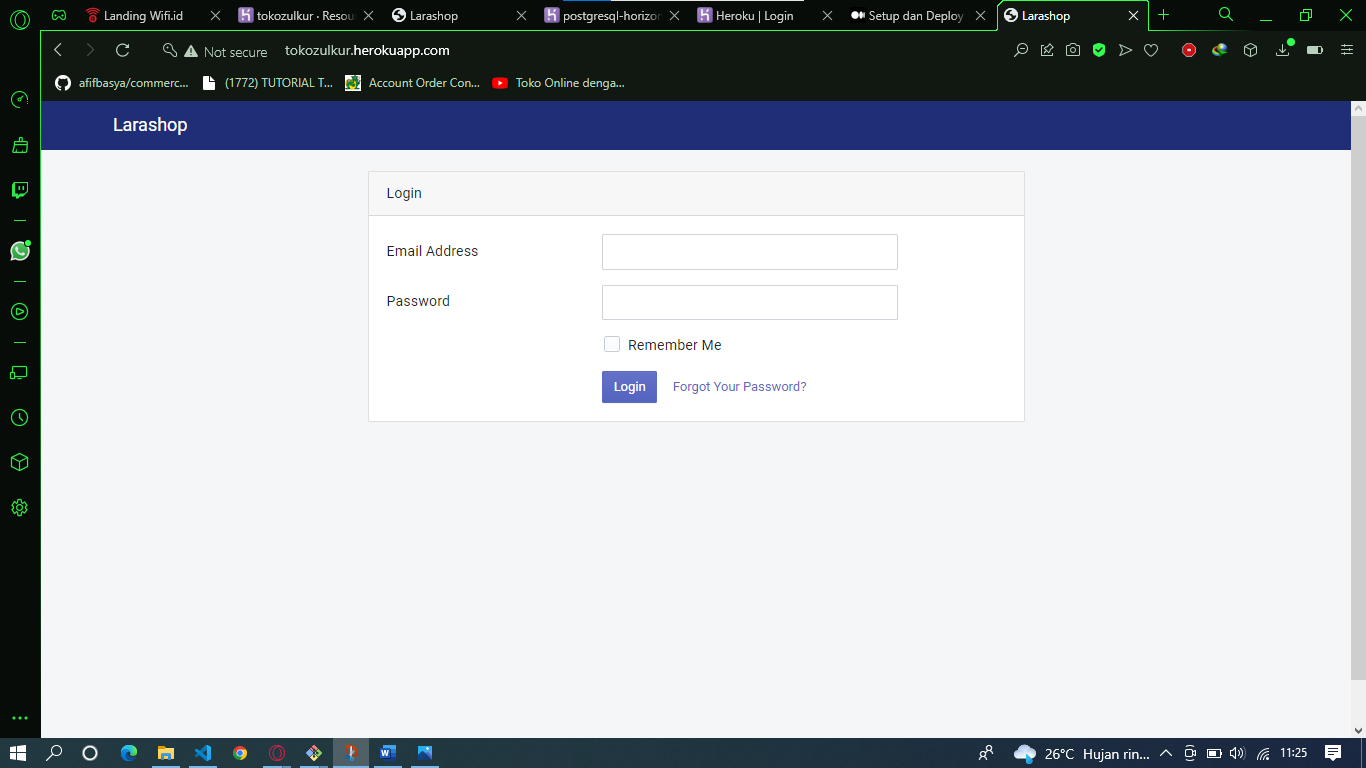 Landing Wifi.id
tokozulkur · Resou
Larashop
postgresql-horizon
Heroku | Login
Setup dan Deploy
Larashop
Not secure
tokozulkur.herokuapp.com
afifbasya/commerc...
(1772) TUTORIAL T...
Account Order Con...
Toko Online denga...
Larashop
Login
Email Address
Password
Remember Me
Login
Forgot Your Password?
26°C Hujan rin...
11:25